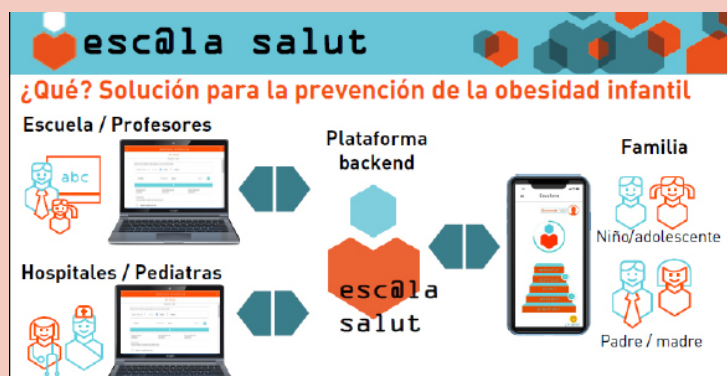 esc@la salut
¿Qué? Solución para la prevención de la obesidad infantil
Escuela / Profesores
abc
Plataforma
backend
Familia
Niño/adolescente
Hospitales / Pediatras
esc@la
salut
Padre / madre